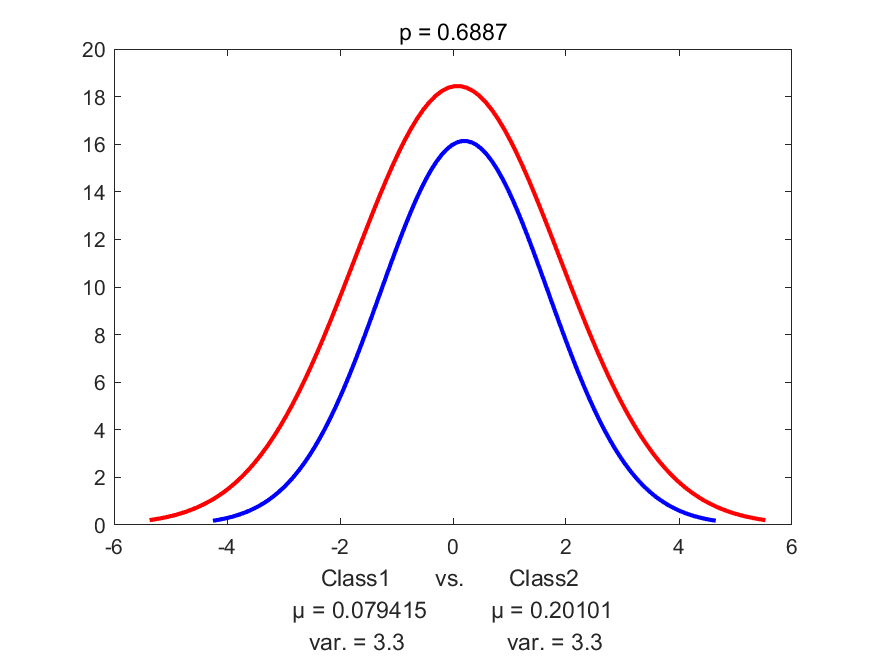 p = 0.6887
20
18
16
14
12
10
8
6
4
2
0
-6 -4 -2 0 2 4 6
Class1 vs. Class2
μ = 0.079415 μ = 0.20101
var. = 3.3 var. = 3.3